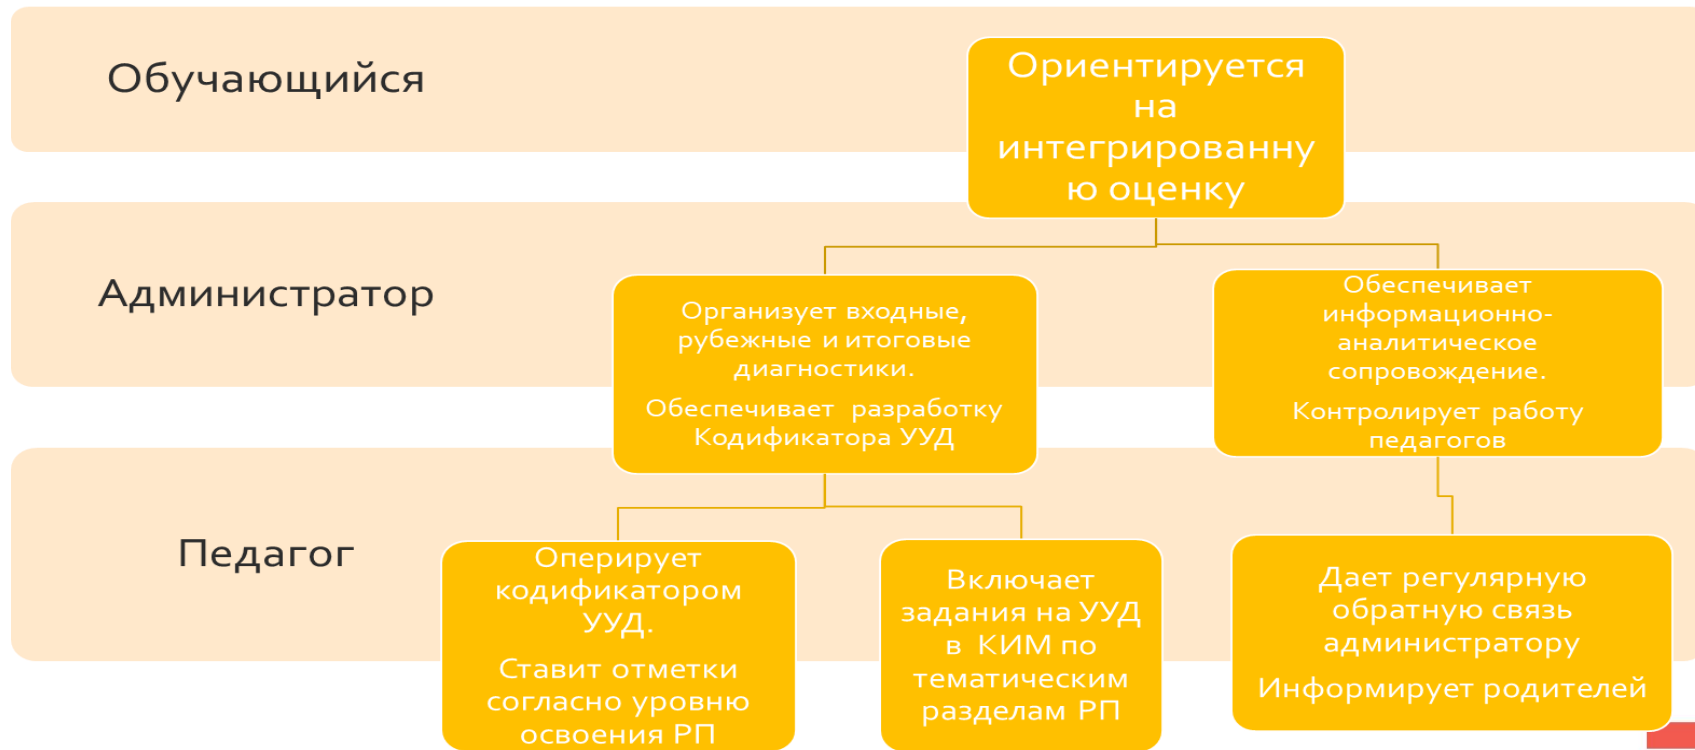 Обучающийся
Ориентируется
на
интегрированну
ю оценку
Администратор
Организует входные,
рубежные и итоговые
диагностики.
Обеспечивает разработку
Кодификатора УУД
Обеспечивает
информационно-
аналитическое
сопровождение.
Контролирует работу
педагогов
Педагог
Оперирует
кодификатором
УУД.
Ставит отметки
согласно уровню
освоения РП
Включает
задания на УУД
в КИМ по
тематическим
разделам РП
Дает регулярную
обратную связь
администратору
Информирует родителей